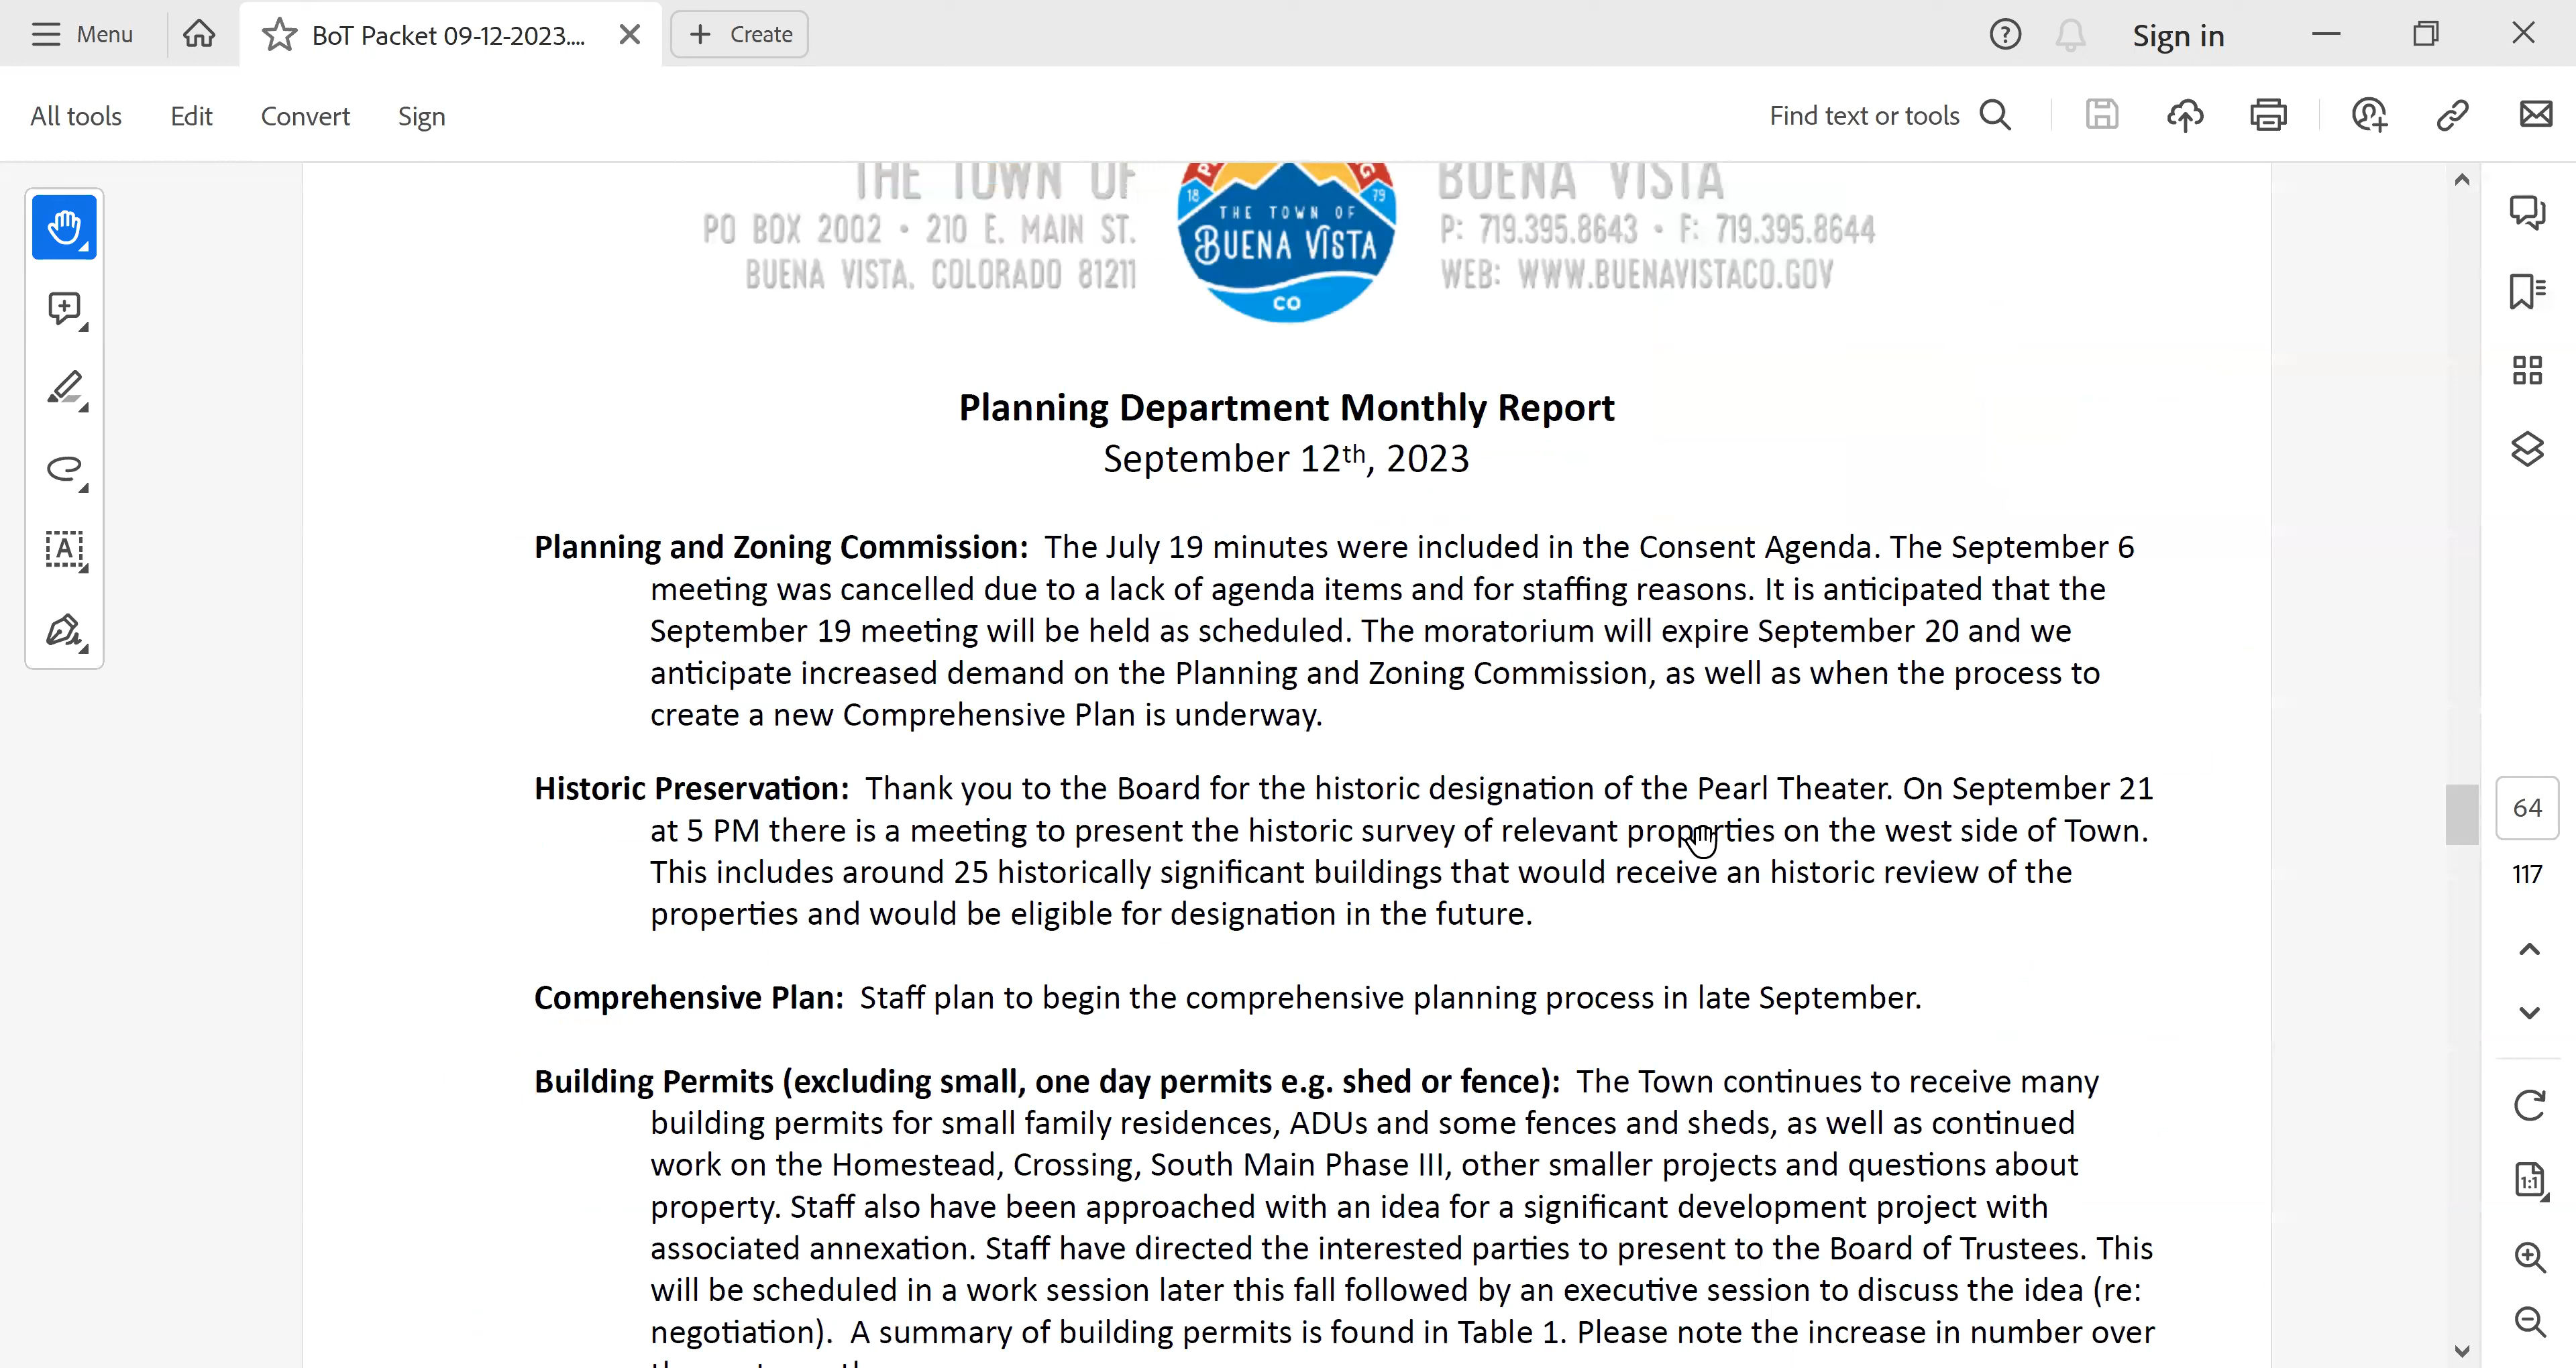 Menu
BoT Packet 09-12-2023....
Create
Sign in
All tools
Edit
Convert
Sign
Find text or tools
THE TOWN OF
BUENA VISTA
PO BOX 2002 • 210 E. MAIN ST.
P: 719.395.8643 • F: 719.395.8644
BUENA VISTA, COLORADO 81211
WEB: WWW.BUENAVISTACO.GOV
18
79
THE TOWN OF
BUENA VISTA
CO
Planning Department Monthly Report
September 12th, 2023
Planning and Zoning Commission: The July 19 minutes were included in the Consent Agenda. The September 6
meeting was cancelled due to a lack of agenda items and for staffing reasons. It is anticipated that the
September 19 meeting will be held as scheduled. The moratorium will expire September 20 and we
anticipate increased demand on the Planning and Zoning Commission, as well as when the process to
create a new Comprehensive Plan is underway.
Historic Preservation: Thank you to the Board for the historic designation of the Pearl Theater. On September 21
at 5 PM there is a meeting to present the historic survey of relevant properties on the west side of Town.
This includes around 25 historically significant buildings that would receive an historic review of the
properties and would be eligible for designation in the future.
Comprehensive Plan: Staff plan to begin the comprehensive planning process in late September.
Building Permits (excluding small, one day permits e.g. shed or fence): The Town continues to receive many
building permits for small family residences, ADUs and some fences and sheds, as well as continued
work on the Homestead, Crossing, South Main Phase III, other smaller projects and questions about
property. Staff also have been approached with an idea for a significant development project with
associated annexation. Staff have directed the interested parties to present to the Board of Trustees. This
will be scheduled in a work session later this fall followed by an executive session to discuss the idea (re:
negotiation). A summary of building permits is found in Table 1. Please note the increase in number over
64
117
1:1